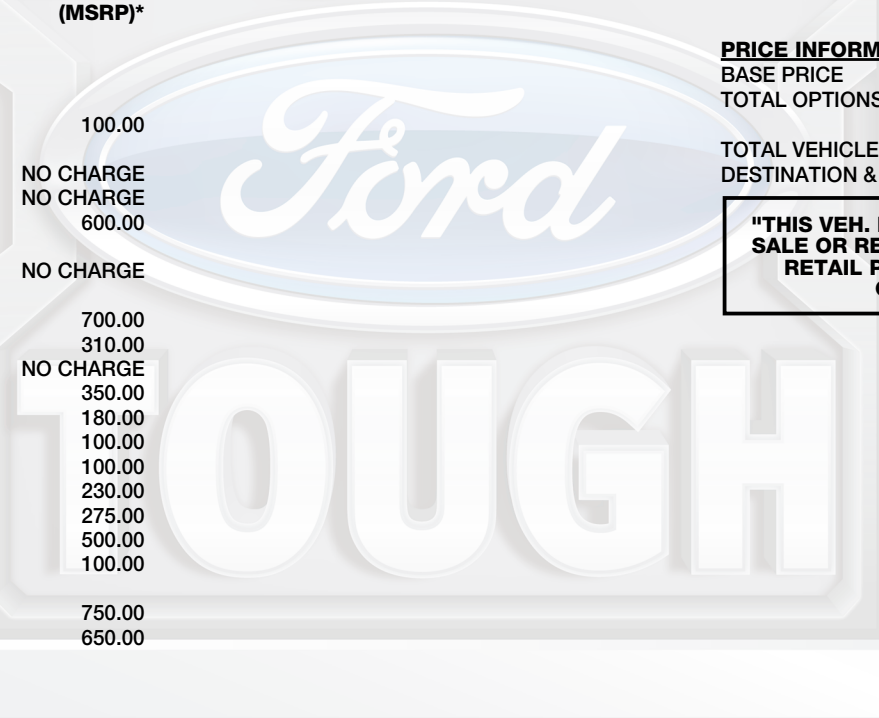 (MSRP)*
100.00
NO CHARGE
NO CHARGE
600.00
NO CHARGE
700.00
310.00
NO CHARGE
350.00
180.00
100.00
100.00
230.00
275.00
500.00
100.00
750.00
650.00
PRICE
BASE PRICE
TOTAL OPTIONS
TOTAL VEHICLE
DESTINATION &
"THIS VEH.
SALE OR
RETAIL
Ford
TOUGH